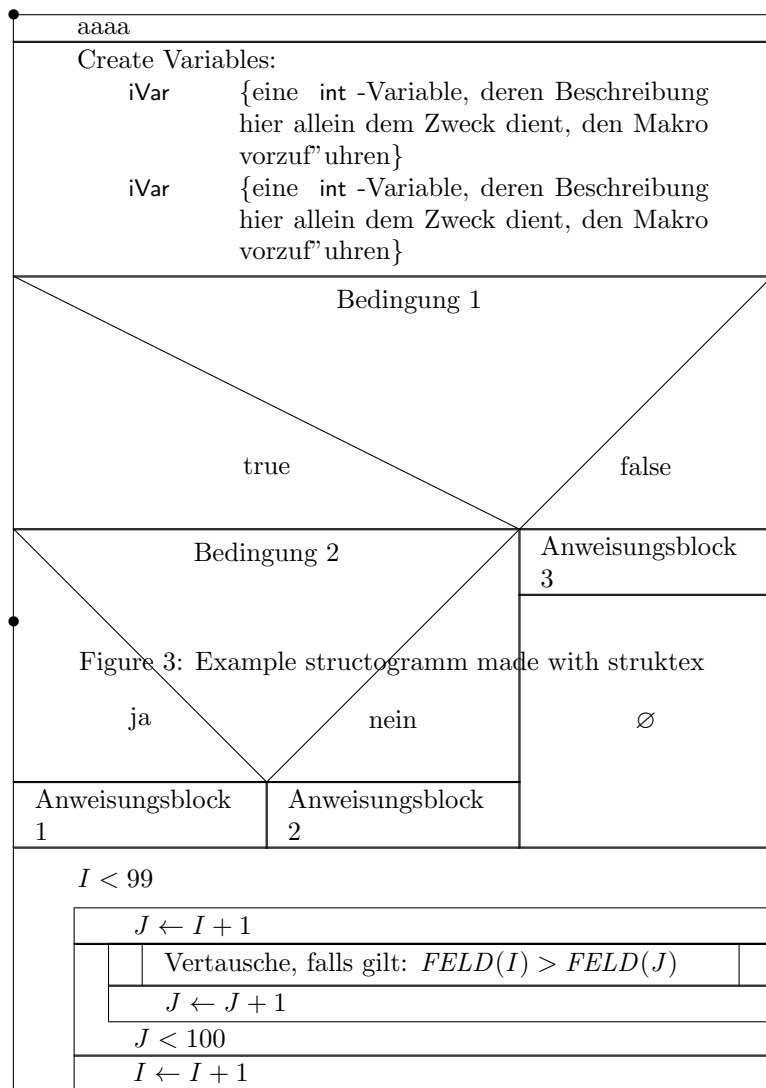 aaaa
Create Variables:
iVar {eine int -Variable, deren Beschreibung
hier allein dem Zweck dient, den Makro
vorzuf”uhren}
iVar {eine int -Variable, deren Beschreibung
hier allein dem Zweck dient, den Makro
vorzuf”uhren}
Bedingung 1
true false
Bedingung 2
Anweisungsblock
3
Figure 3: Example structogramm made with struktex
ja nein ∅
Anweisungsblock
1
Anweisungsblock
2
I < 99
J ← I + 1
Vertausche, falls gilt: FELD(I) > FELD(J)
J ← J + 1
J < 100
I ← I + 1